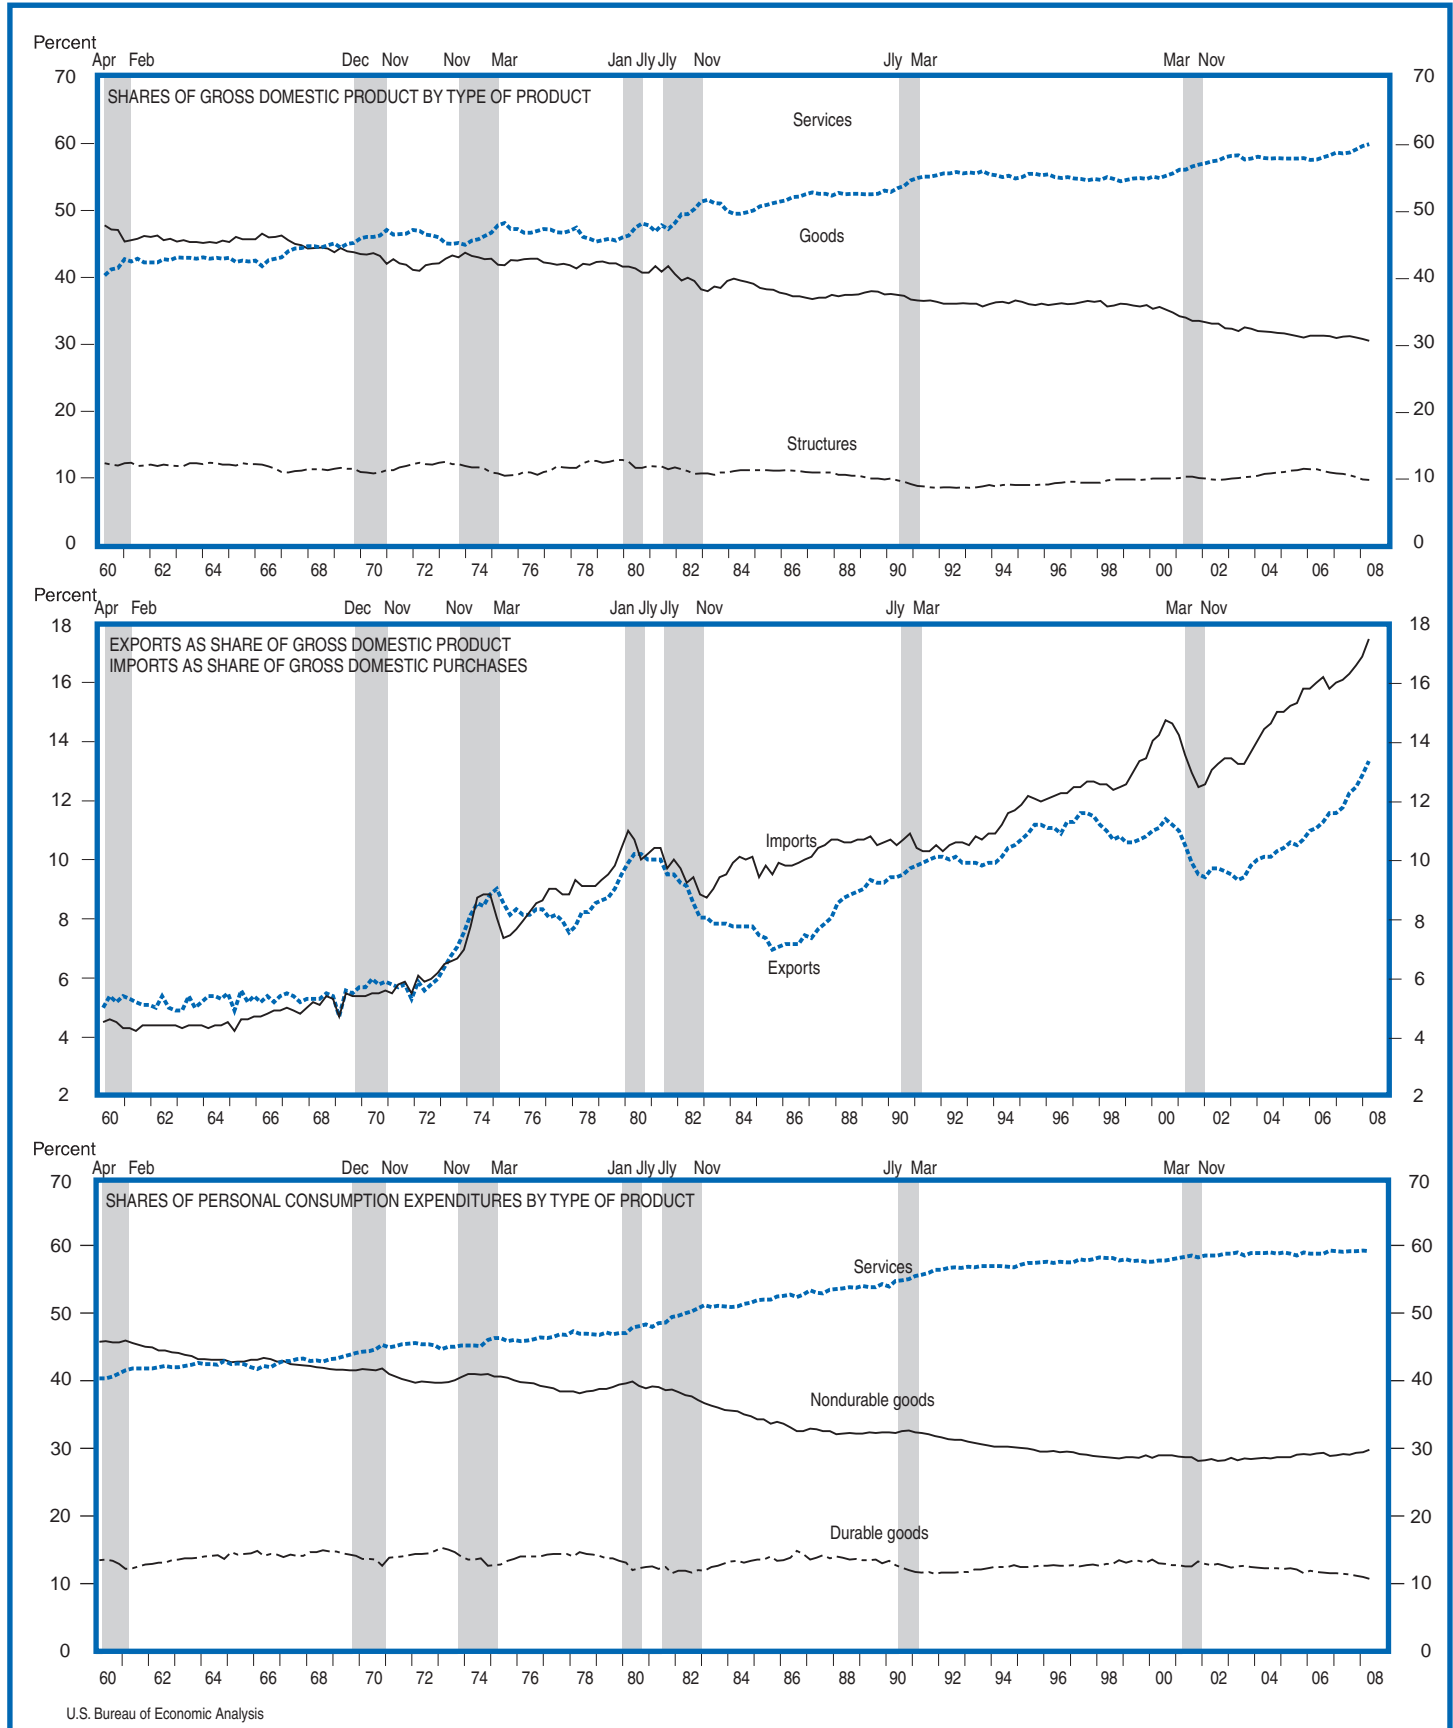 Percent
Apr Feb Dec Nov Nov Mar Jan Jly Jly Nov Jly Mar Mar Nov
70 70
SHARES OF GROSS DOMESTIC PRODUCT BY TYPE OF PRODUCT
Services
60 60
50 50
Goods
40 40
30 30
20 20
Structures
10 10
0 0
60 62 64 66 68 70 72 74 76 78 80 82 84 86 88 90 92 94 96 98 00 02 04 06 08
Percent
Apr Feb Dec Nov Nov Mar Jan Jly Jly Nov Jly Mar Mar Nov
18 18
EXPORTS AS SHARE OF GROSS DOMESTIC PRODUCT
IMPORTS AS SHARE OF GROSS DOMESTIC PURCHASES
16 16
14 14
12 12
Imports
10 10
8 8
Exports
6 6
4 4
2 2
60 62 64 66 68 70 72 74 76 78 80 82 84 86 88 90 92 94 96 98 00 02 04 06 08
Percent
Apr Feb Dec Nov Nov Mar Jan Jly Jly Nov Jly Mar Mar Nov
70 70
SHARES OF PERSONAL CONSUMPTION EXPENDITURES BY TYPE OF PRODUCT
60 60
Services
50 50
40 40
Nondurable goods
30 30
20 20
Durable goods
10 10
0 0
60 62 64 66 68 70 72 74 76 78 80 82 84 86 88 90 92 94 96 98 00 02 04 06 08
U.S. Bureau of Economic Analysis